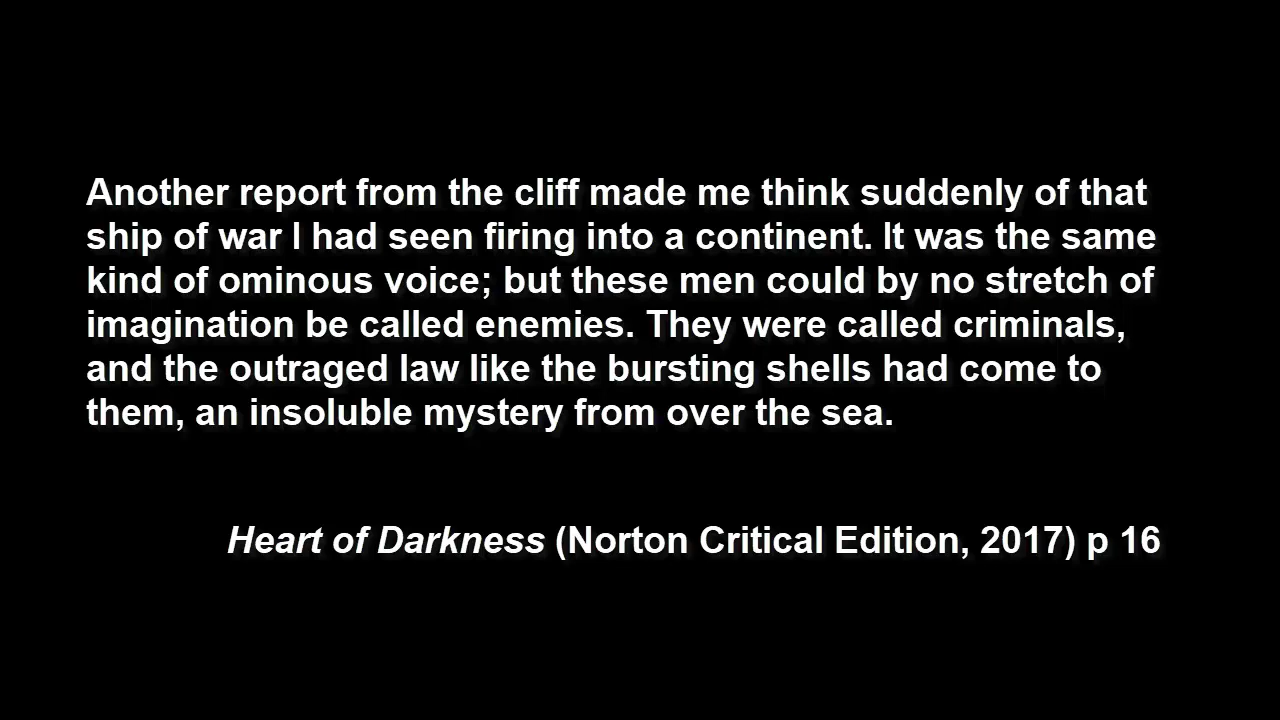 Another report from the cliff made me think suddenly of that
ship of war I had seen firing into a continent. It was the same
kind of ominous voice; but these men could by no stretch of
imagination be called enemies. They were called criminals,
and the outraged law like the bursting shells had come to
them, an insoluble mystery from over the sea.
Heart of Darkness (Norton Critical Edition, 2017) p 16